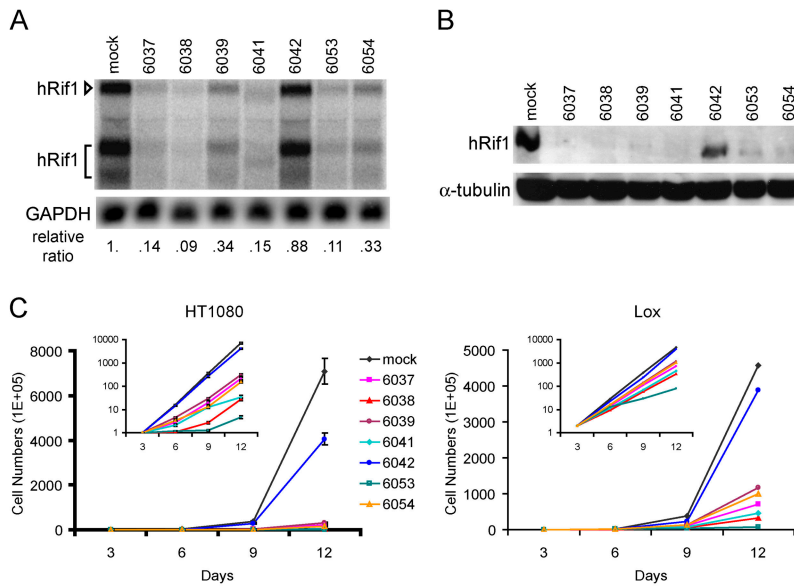 A
mock 6037 6038 6039 6041 6042 6053 6054
hRif1
hRif1
GAPDH
relative ratio
1. .14 .09 .34 .15 .88 .11 .33
B
mock 6037 6038 6039 6041 6042 6053 6054
hRif1
α-tubulin
C
HT1080
Cell Numbers (1E+05)
8000
6000
4000
2000
0
3 6 9 12
Days
10000
1000
100
10
1
3 6 9 12
mock
6037
6038
6039
6041
6042
6053
6054
Lox
Cell Numbers (1E+05)
5000
4000
3000
2000
1000
0
3 6 9 12
Days
10000
1000
100
10
1
3 6 9 12